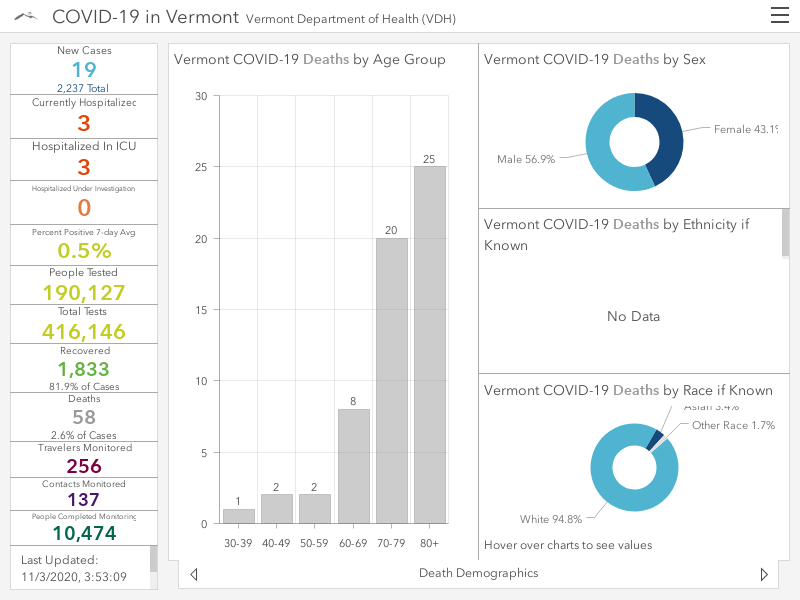 COVID-19 in Vermont Vermont Department of Health (VDH)
New Cases
19
2,237 Total
Currently Hospitalized
3
Hospitalized In ICU
3
Hospitalized Under Investigation
0
Percent Positive 7-day Avg
0.5%
People Tested
190,127
Total Tests
416,146
Recovered
1,833
81.9% of Cases
Deaths
58
2.6% of Cases
Travelers Monitored
256
Contacts Monitored
137
People Completed Monitoring
10,474
Last Updated:
11/3/2020, 3:53:09
Vermont COVID-19 Deaths by Age Group
30
25
20
15
10
5
0
1
2
2
8
20
25
30-39 40-49 50-59 60-69 70-79 80+
Vermont COVID-19 Deaths by Sex
Female 43.1%
Male 56.9%
Vermont COVID-19 Deaths by Ethnicity if
Known
No Data
Vermont COVID-19 Deaths by Race if Known
Asian 3.4%
Other Race 1.7%
White 94.8%
Hover over charts to see values
Death Demographics